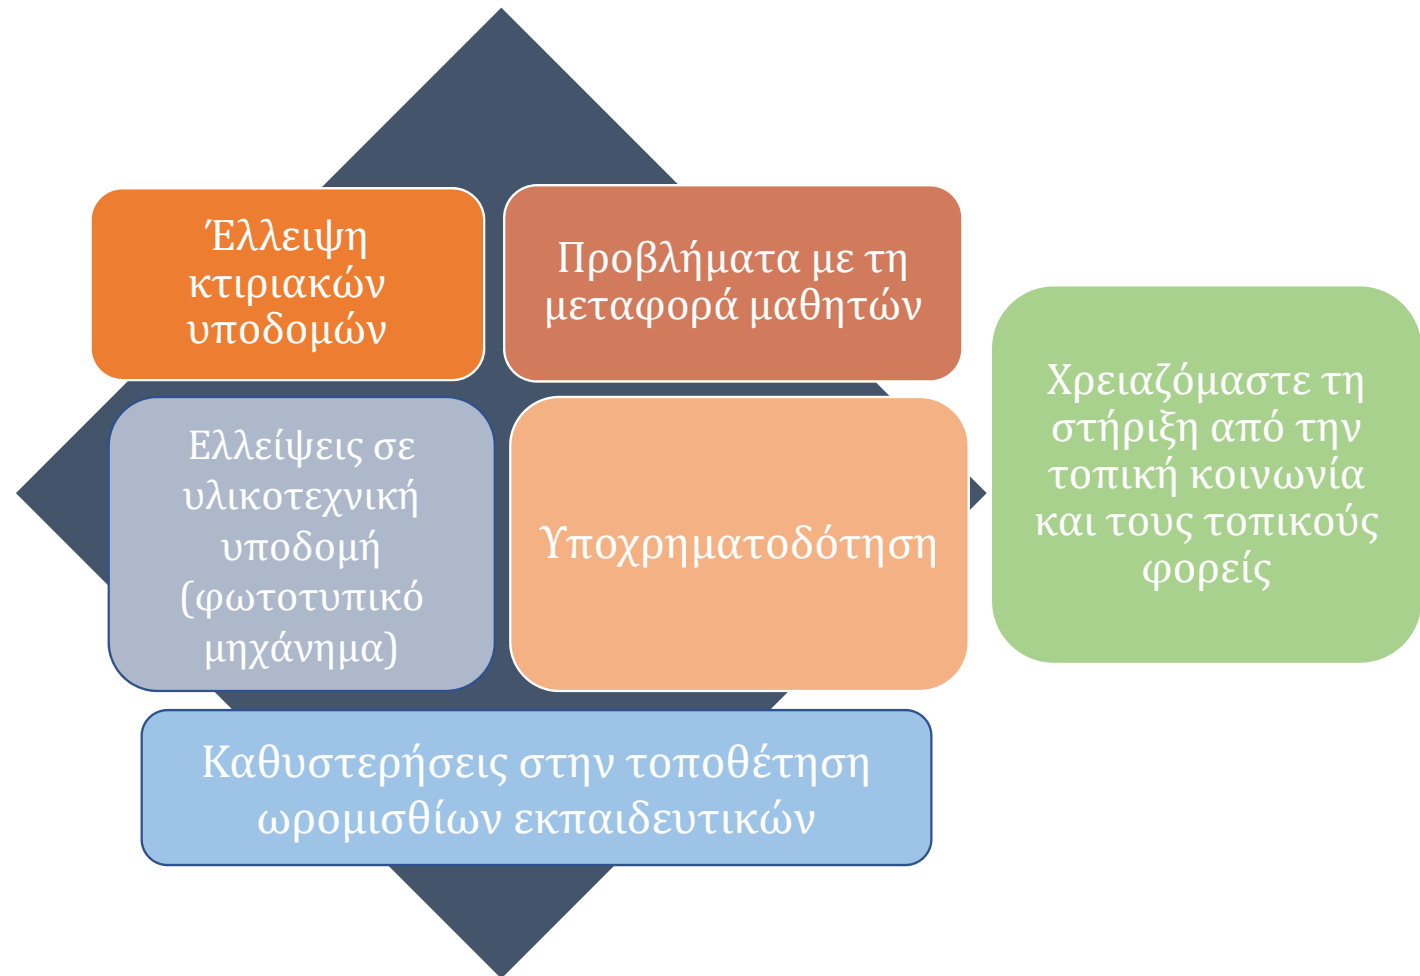 Έλλειψη
κτιριακών
υποδομών
Προβλήματα με τη
μεταφορά μαθητών
Ελλείψεις σε
υλικοτεχνική
υποδομή
(φωτοτυπικό
μηχάνημα)
Υποχρηματοδότηση
Καθυστερήσεις στην τοποθέτηση
ωρομισθίων εκπαιδευτικών
Χρειαζόμαστε τη
στήριξη από την
τοπική κοινωνία
και τους τοπικούς
φορείς